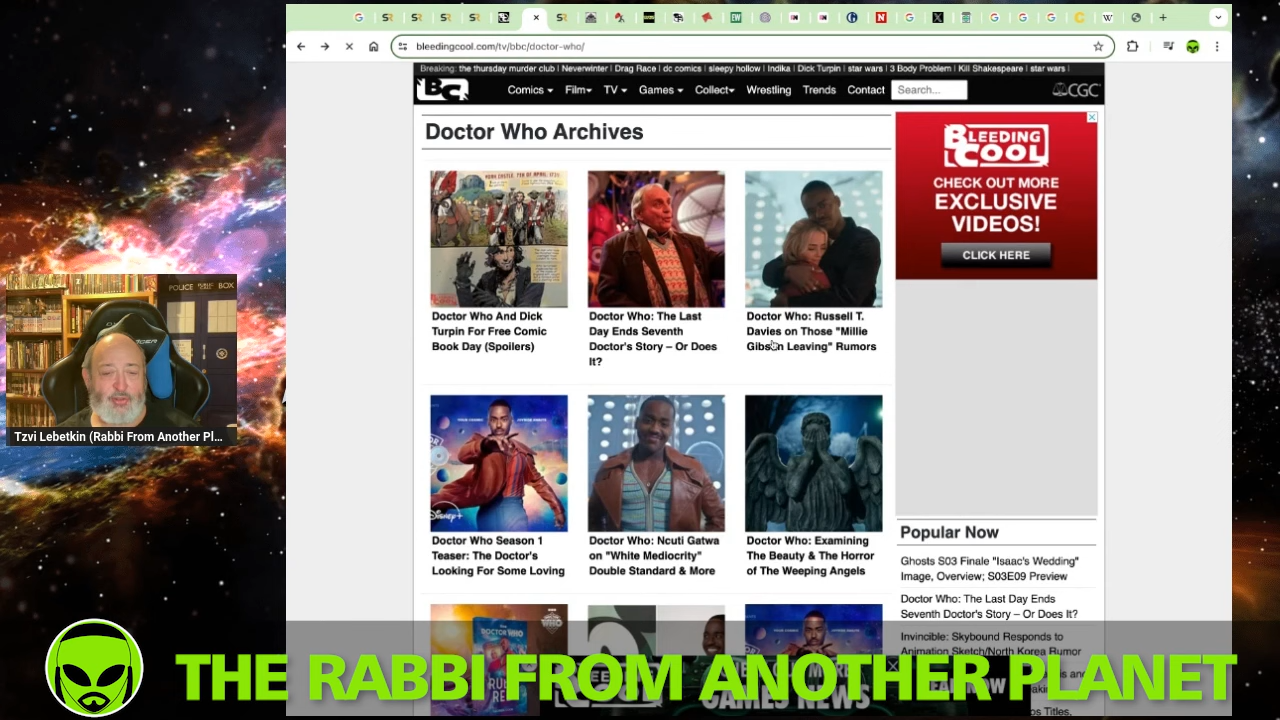 bleedingcool.com/tv/bbc/doctor-who/
Breaking: the thursday murder club | Neverwinter | Drag Race | dc comics | sleepy hollow | Indika | Dick Turpin | star wars | 3 Body Problem | Kill Shakespeare | star wars |
BC
Comics Film TV Games Collect Wrestling Trends Contact Search... CGC
Doctor Who Archives
BLEEDING
COOL
CHECK OUT MORE
EXCLUSIVE
VIDEOS!
CLICK HERE
Doctor Who And Dick
Turpin For Free Comic
Book Day (Spoilers)
Doctor Who: The Last
Day Ends Seventh
Doctor's Story – Or Does
It?
Doctor Who: Russell T.
Davies on Those "Millie
Gibson Leaving" Rumors
POLICE BOX
Tzvi Lebetkin (Rabbi From Another Pl...
Disney+
Doctor Who Season 1
Teaser: The Doctor's
Looking For Some Loving
Doctor Who: Ncuti Gatwa
on "White Mediocrity"
Double Standard & More
Doctor Who: Examining
The Beauty & The Horror
of The Weeping Angels
Popular Now
Ghosts S03 Finale "Isaac's Wedding"
Image, Overview; S03E09 Preview
Doctor Who: The Last Day Ends
Seventh Doctor's Story – Or Does It?
Invincible: Skybound Responds to
Animation Sketch/North Korea Rumor
THE RABBI FROM ANOTHER PLANET
GAMES NEWS